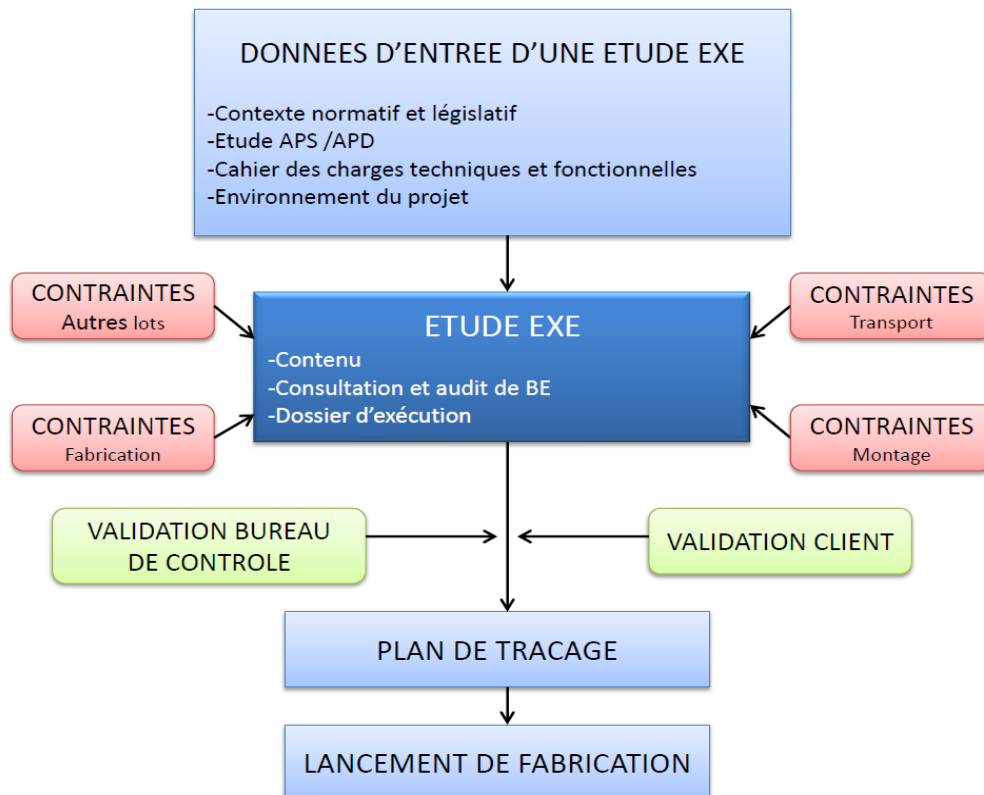 DONNEES D'ENTREE D'UNE ETUDE EXE
-Contexte normatif et législatif
-Etude APS /APD
-Cahier des charges techniques et fonctionnelles
-Environnement du projet
CONTRAINTES
Autres lots
CONTRAINTES
Transport
ETUDE EXE
-Contenu
-Consultation et audit de BE
-Dossier d'exécution
CONTRAINTES
Fabrication
CONTRAINTES
Montage
VALIDATION BUREAU
DE CONTROLE
VALIDATION CLIENT
PLAN DE TRACAGE
LANCEMENT DE FABRICATION